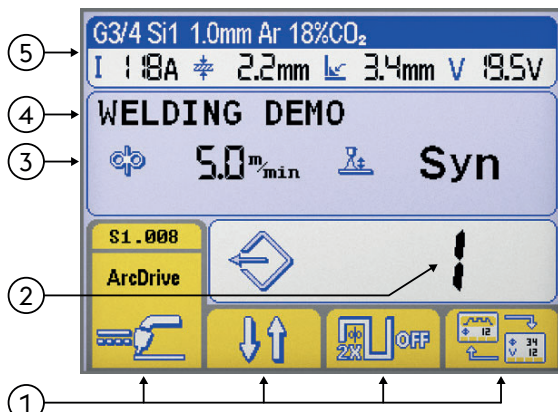 G3/4 Si1 1.0mm Ar 18%CO₂
I 118A 2.2mm 3.4mm V 19.5V
WELDING DEMO
5.0 m/min Syn
S1.008
ArcDrive
1
2X OFF
12 34 V 12
5
4
3
2
1